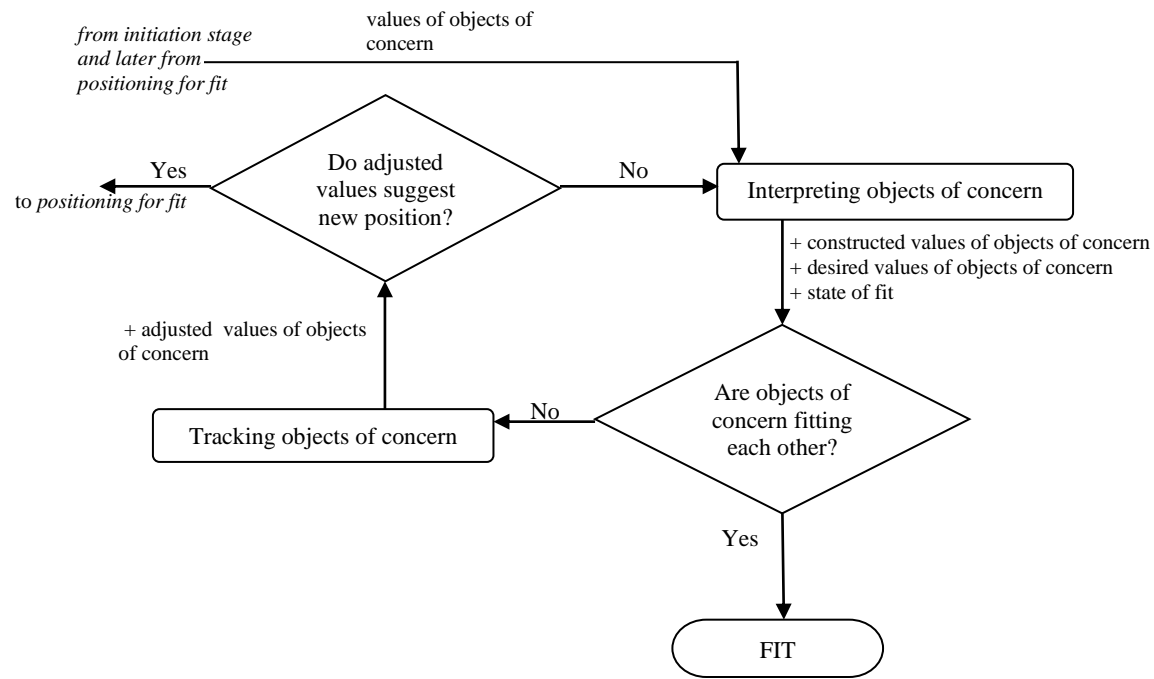 from initiation stage
and later from
positioning for fit
values of objects of
concern
Do adjusted
values suggest
new position?
Yes
to positioning for fit
No
Interpreting objects of concern
+ constructed values of objects of concern
+ desired values of objects of concern
+ state of fit
+ adjusted values of objects
of concern
Are objects of
concern fitting
each other?
No
Tracking objects of concern
Yes
FIT